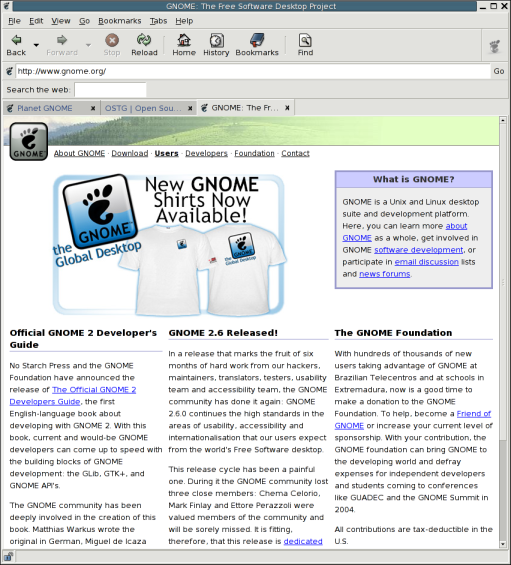 GNOME: The Free Software Desktop Project
File Edit View Go Bookmarks Tabs Help
Back Forward Stop Reload Home History Bookmarks Find
http://www.gnome.org/ Go
Search the web:
Planet GNOME OSTG | Open Sou... GNOME: The Fr...
GNOME
About GNOME · Download · Users · Developers · Foundation · Contact
GNOME
the
Global Desktop
New GNOME
Shirts Now
Available!
What is GNOME?
GNOME is a Unix and Linux desktop
suite and development platform.
Here, you can learn more about
GNOME as a whole, get involved in
GNOME software development, or
participate in email discussion lists
and news forums.
Official GNOME 2 Developer's
Guide
No Starch Press and the GNOME
Foundation have announced the
release of The Official GNOME 2
Developers Guide, the first
English-language book about
developing with GNOME 2. With this
book, current and would-be GNOME
developers can come up to speed with
the building blocks of GNOME
development: the GLib, GTK+, and
GNOME API's.
The GNOME community has been
deeply involved in the creation of this
book. Matthias Warkus wrote the
original in German, Miguel de Icaza
GNOME 2.6 Released!
In a release that marks the fruit of six
months of hard work from our hackers,
maintainers, translators, testers, usability
team and accessibility team, the GNOME
community has done it again: GNOME
2.6.0 continues the high standards in the
areas of usability, accessibility and
internationalisation that our users expect
from the world's Free Software desktop.
This release cycle has been a painful
one. During it the GNOME community lost
three close members: Chema Celorio,
Mark Finlay and Ettore Perazzoli were
valued members of the community and
will be sorely missed. It is fitting,
therefore, that this release is dedicated
The GNOME Foundation
With hundreds of thousands of new
users taking advantage of GNOME at
Brazilian Telecentros and at schools in
Extremadura, now is a good time to
make a donation to the GNOME
Foundation. To help, become a Friend of
GNOME or increase your current level of
sponsorship. With your contribution, the
GNOME foundation can bring GNOME to
the developing world and defray
expenses for independent developers
and students coming to conferences
like GUADEC and the GNOME Summit in
2004.
All contributions are tax-deductible in the
U.S.